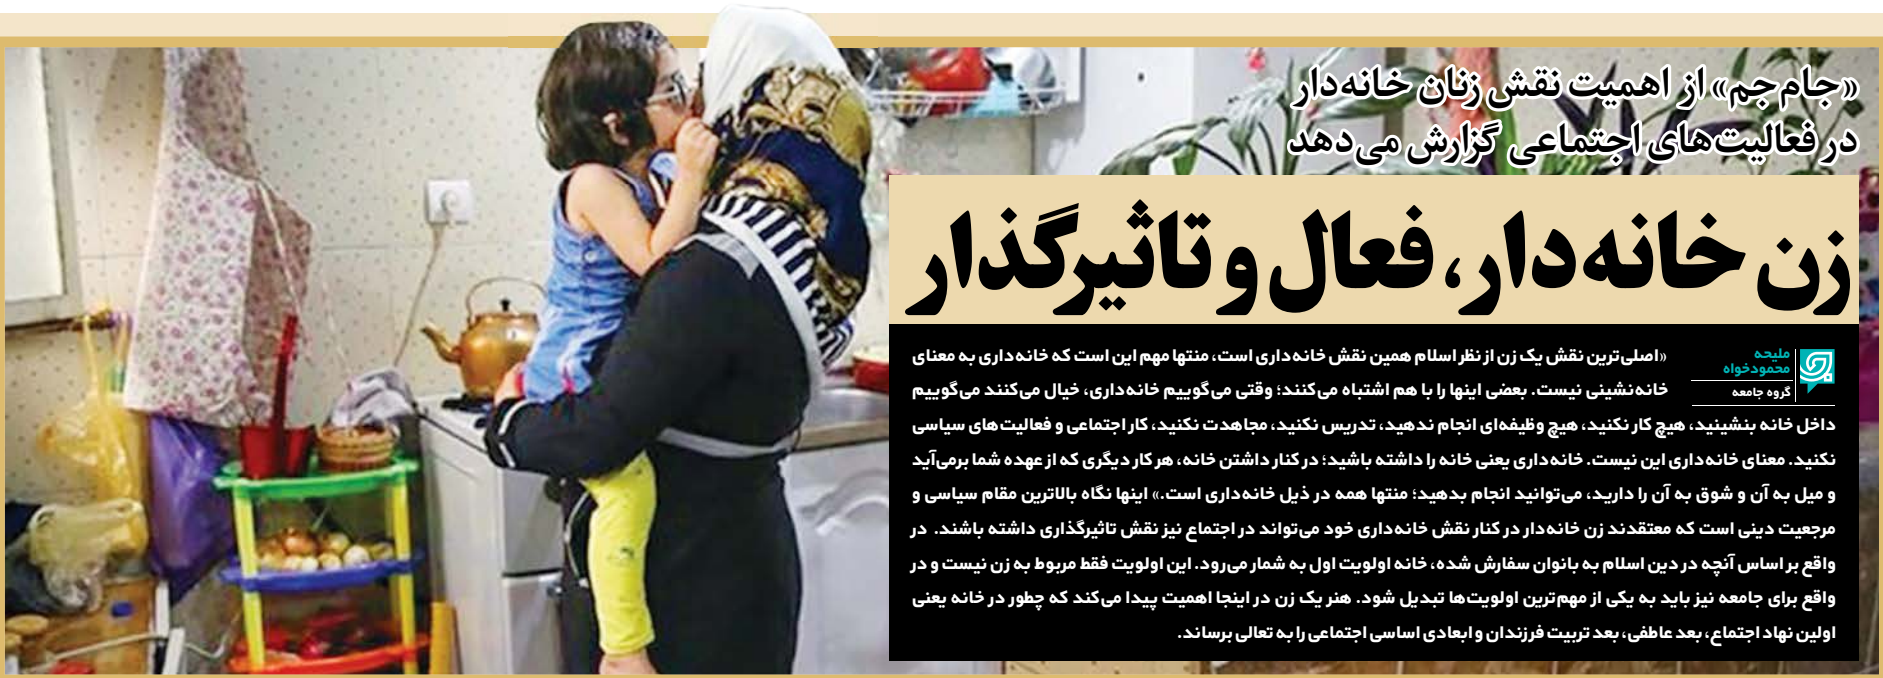 «جام‌جم» از اهمیت نقش زنان خانه‌دار
در فعالیت‌های اجتماعی گزارش می‌دهد
زن خانه‌دار، فعال و تاثیرگذار
ملیحه
محمودخواه
گروه جامعه
«اصلی‌ترین نقش یک زن از نظر اسلام همین نقش خانه‌داری است، منتها مهم این است که خانه‌داری به معنای
خانه‌نشینی نیست. بعضی اینها را با هم اشتباه می‌کنند؛ وقتی می‌گوییم خانه‌داری، خیال می‌کنند می‌گوییم
داخل خانه بنشینید، هیچ کار نکنید، هیچ وظیفه‌ای انجام ندهید، تدریس نکنید، مجاهدت نکنید، کار اجتماعی و فعالیت‌های سیاسی
نکنید. معنای خانه‌داری این نیست. خانه‌داری یعنی خانه را داشته باشید؛ در کنار داشتن خانه، هر کار دیگری که از عهده شما برمی‌آید
و میل به آن و شوق به آن را دارید، می‌توانید انجام بدهید؛ منتها همه در ذیل خانه‌داری است.» اینها نگاه بالاترین مقام سیاسی و
مرجعیت دینی است که معتقدند زن خانه‌دار در کنار نقش خانه‌داری خود می‌تواند در اجتماع نیز نقش تاثیرگذاری داشته باشند. در
واقع بر اساس آنچه در دین اسلام به بانوان سفارش شده، خانه اولویت اول به شمار می‌رود. این اولویت فقط مربوط به زن نیست و در
واقع برای جامعه نیز باید به یکی از مهم‌ترین اولویت‌ها تبدیل شود. هنر یک زن در اینجا اهمیت پیدا می‌کند که چطور در خانه یعنی
اولین نهاد اجتماع، بعد عاطفی، بعد تربیت فرزندان و ابعادی اساسی اجتماعی را به تعالی برساند.